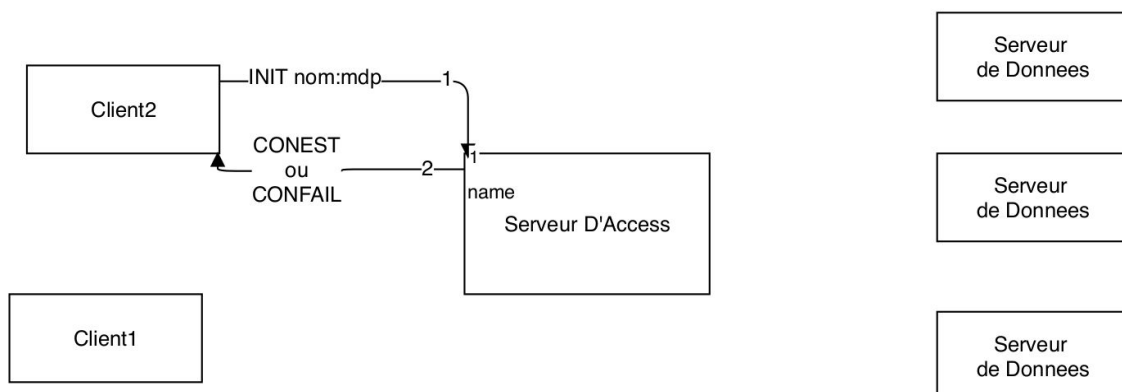 Client2
INIT nom:mdp
1
CONEST
ou
CONFAIL
2
1
name
Serveur D'Access
Client1
Serveur
de Donnees
Serveur
de Donnees
Serveur
de Donnees